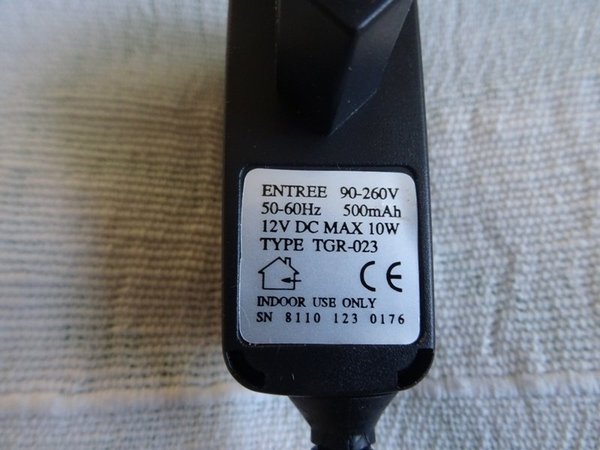 ENTREE 90-260V
50-60Hz 500mAh
12V DC MAX 10W
TYPE TGR-023
CE
INDOOR USE ONLY
SN 8110 123 0176